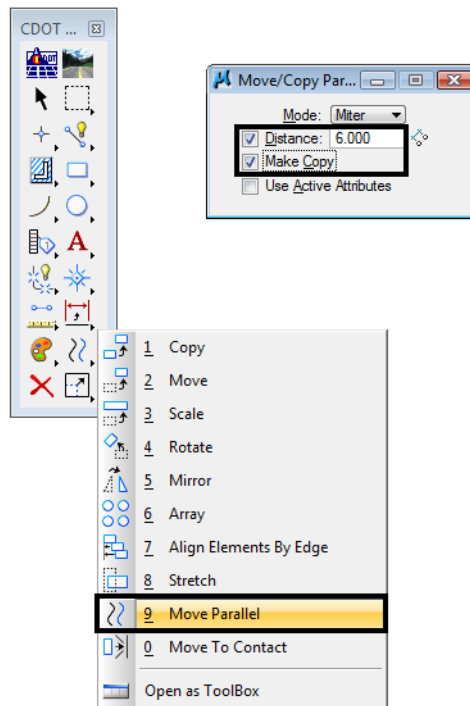 CDOT ...
Move/Copy Par...
Mode: Miter
Distance: 6.000
Make Copy
Use Active Attributes
1 Copy
2 Move
3 Scale
4 Rotate
5 Mirror
6 Array
7 Align Elements By Edge
8 Stretch
9 Move Parallel
0 Move To Contact
Open as ToolBox